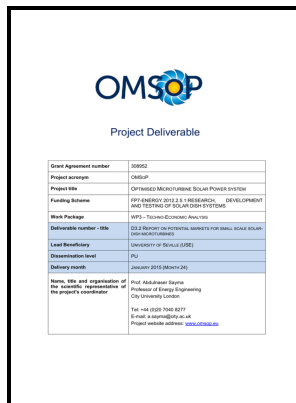 OMSOP
Project Deliverable
Grant Agreement number 308952
Project acronym OMSoP
Project title OPTIMISED MICROTURBINE SOLAR POWER SYSTEM
Funding Scheme FP7-ENERGY.2012.2.5.1:RESEARCH, DEVELOPMENT
AND TESTING OF SOLAR DISH SYSTEMS
Work Package WP3 – TECHNO-ECONOMIC ANALYSIS
Deliverable number - title D3.2 REPORT ON POTENTIAL MARKETS FOR SMALL SCALE SOLAR-
DISH MICROTURBINES
Lead Beneficiary UNIVERSITY OF SEVILLE (USE)
Dissemination level PU
Delivery month JANUARY 2015 (MONTH 24)
Name, title and organisation of
the scientific representative of
the project's coordinator
Prof. Abdulnaser Sayma
Professor of Energy Engineering
City University London
Tel: +44 (0)20 7040 8277
E-mail: a.sayma@city.ac.uk
Project website address: www.omsop.eu